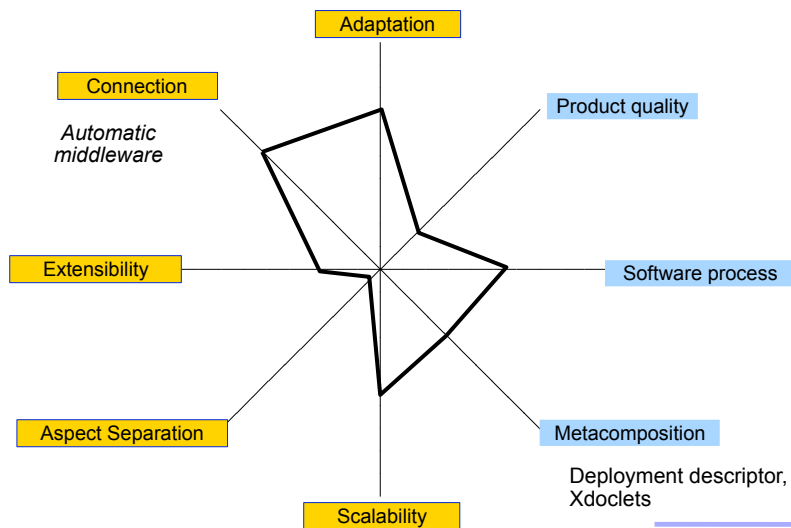 Adaptation
Connection
Product quality
Automatic
middleware
Extensibility
Software process
Aspect Separation
Metacomposition
Deployment descriptor,
Xdoclets
Scalability